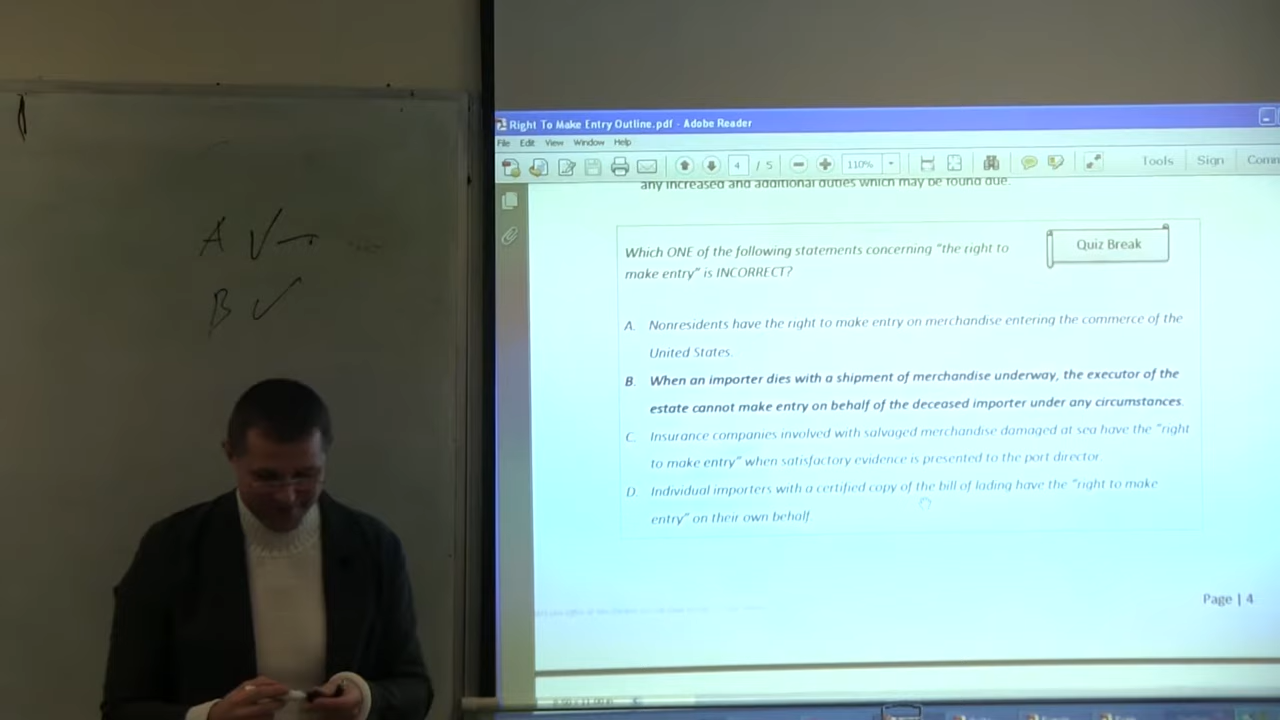 A
B
Right To Make Entry Outline.pdf - Adobe Reader
File Edit View Window Help
4 / 5 110% Tools Sign Comm
any increased and additional duties which may be found due.
Which ONE of the following statements concerning "the right to
make entry" is INCORRECT?
Quiz Break
A. Nonresidents have the right to make entry on merchandise entering the commerce of the
United States.
B. When an importer dies with a shipment of merchandise underway, the executor of the
estate cannot make entry on behalf of the deceased importer under any circumstances.
C. Insurance companies involved with salvaged merchandise damaged at sea have the "right
to make entry" when satisfactory evidence is presented to the port director.
D. Individual importers with a certified copy of the bill of lading have the "right to make
entry" on their own behalf.
Page | 4